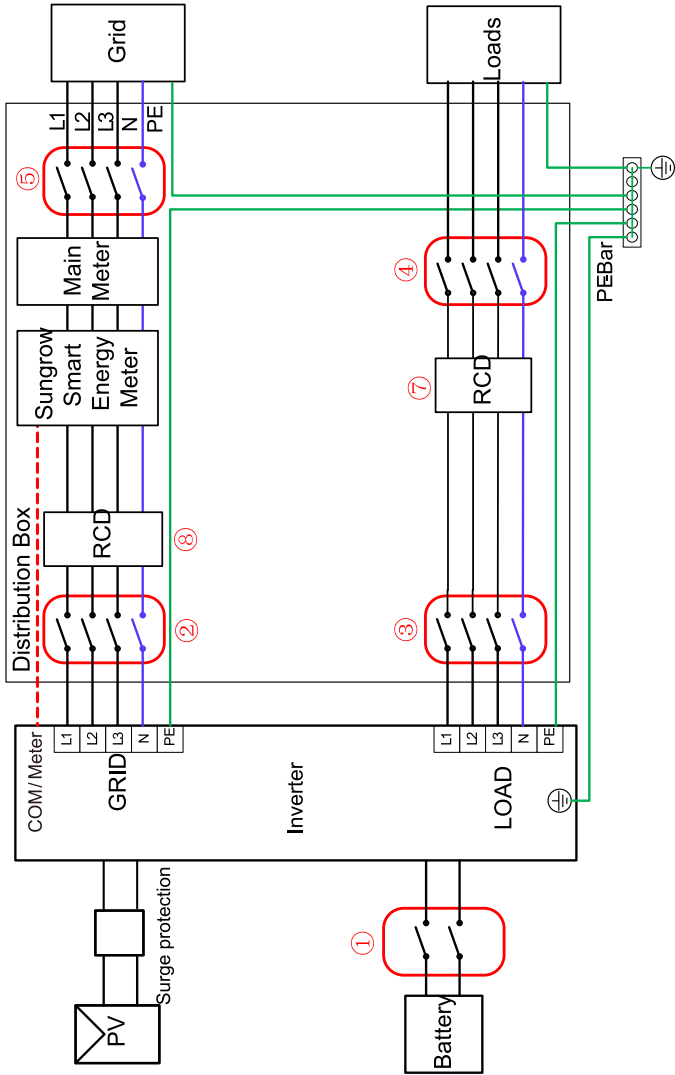 Grid
Loads
L1
L2
L3
N
PE
⑤
Main
Meter
④
PE-Bar
Sungrow
Smart
Energy
Meter
⑦
RCD
RCD
⑧
Distribution Box
②
③
COM / Meter
L1
L2
L3
N
PE
GRID
Inverter
L1
L2
L3
N
PE
LOAD
Surge protection
①
PV
Battery